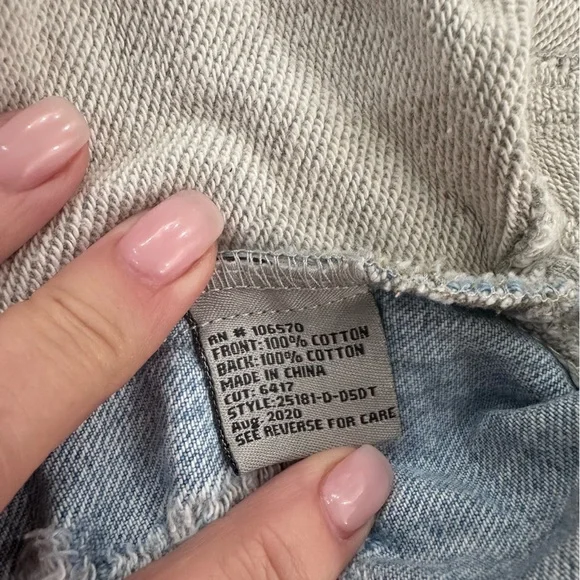 RN # 106570
FRONT:100% COTTON
BACK:100% COTTON
MADE IN CHINA
CUT: 6417
STYLE:25181-D-D5DT
Aug 2020
SEE REVERSE FOR CARE